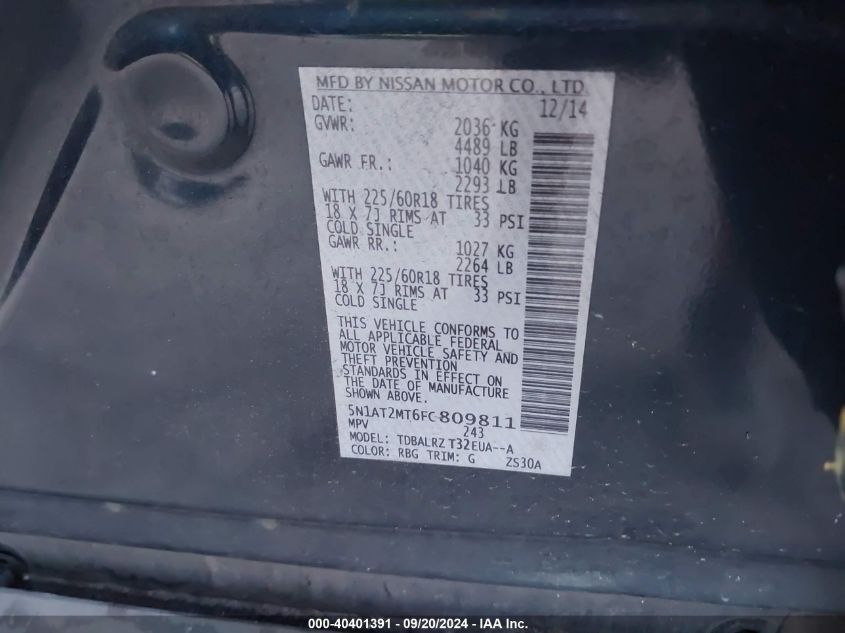 MFD BY NISSAN MOTOR CO., LTD
DATE: 12/14
GVWR: 2036 KG
4489 LB
GAWR FR.: 1040 KG
2293 LB
WITH 225/60R18 TIRES
18 X 7J RIMS AT 33 PSI
COLD SINGLE
GAWR RR.: 1027 KG
2264 LB
WITH 225/60R18 TIRES
18 X 7J RIMS AT 33 PSI
COLD SINGLE
THIS VEHICLE CONFORMS TO
ALL APPLICABLE FEDERAL
MOTOR VEHICLE SAFETY AND
THEFT PREVENTION
STANDARDS IN EFFECT ON
THE DATE OF MANUFACTURE
SHOWN ABOVE.
5N1AT2MT6FC809811
MPV 243
MODEL: TDBALRZ T32EUA--A
COLOR: RBG TRIM: G ZS30A
000-40401391 - 09/20/2024 - IAA Inc.